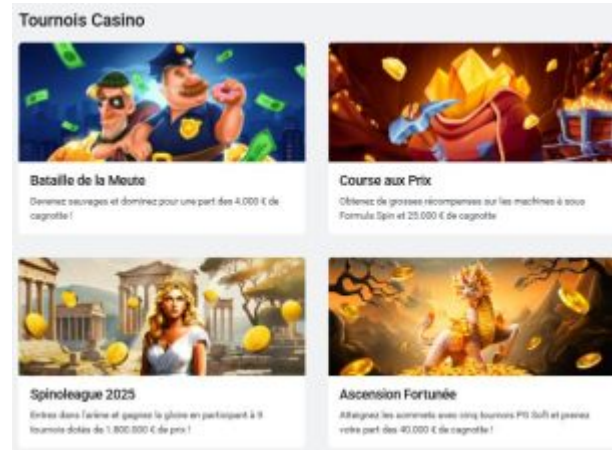 Tournois Casino
Bataille de la Meute
Devenez sauvages et dominez pour une part des 4.000 € de
cagnotte !
Course aux Prix
Obtenez de grosses récompenses sur les machines à sous
Formula Spin et 25.000 € de cagnotte
Spinoleague 2025
Entrez dans l'arène et gagnez la gloire en participant à 9
tournois dotés de 1.800.000 € de prix !
Ascension Fortunée
Atteignez les sommets avec cinq tournois PG Soft et prenez
votre part des 40.000 € de cagnotte !